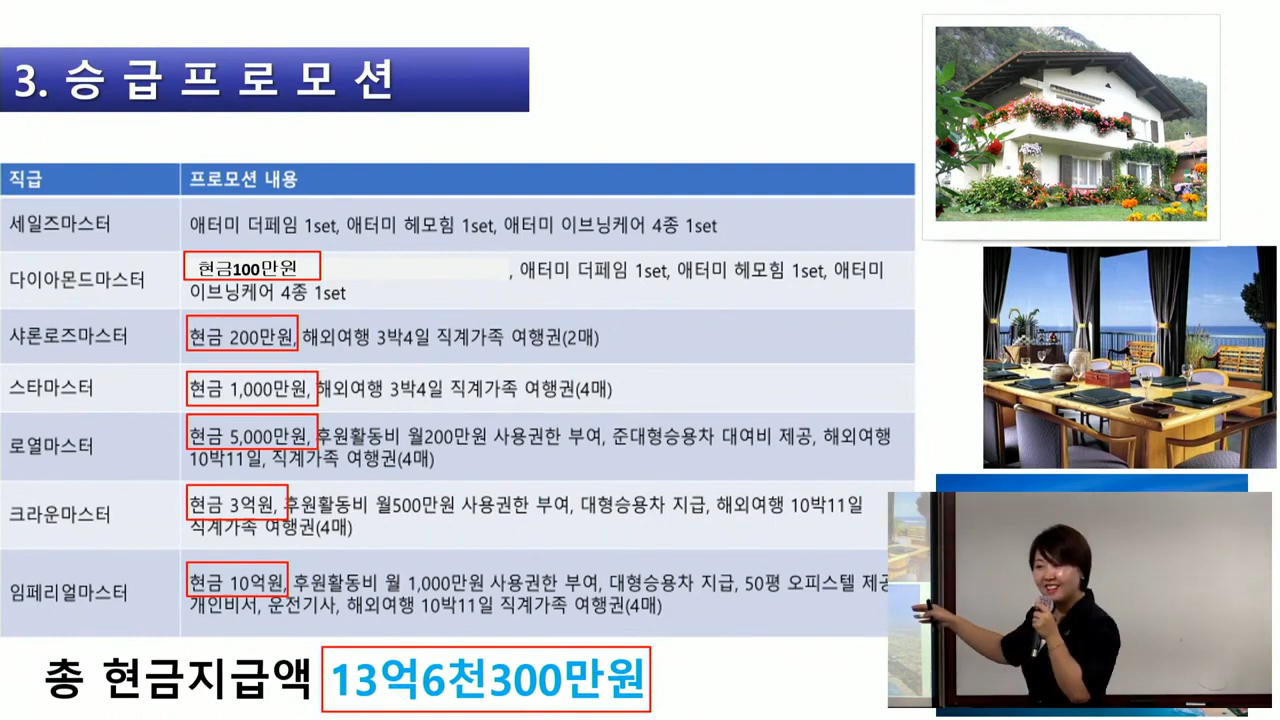 3. 승 급 프 로 모 션
직급 프로모션 내용
세일즈마스터 애터미 더페임 1set, 애터미 헤모힘 1set, 애터미 이브닝케어 4종 1set
다이아몬드마스터 현금100만원 , 애터미 더페임 1set, 애터미 헤모힘 1set, 애터미
이브닝케어 4종 1set
샤론로즈마스터 현금 200만원, 해외여행 3박4일 직계가족 여행권(2매)
스타마스터 현금 1,000만원, 해외여행 3박4일 직계가족 여행권(4매)
로열마스터 현금 5,000만원, 후원활동비 월200만원 사용권한 부여, 준대형승용차 대여비 제공, 해외여행
10박11일, 직계가족 여행권(4매)
크라운마스터 현금 3억원, 후원활동비 월500만원 사용권한 부여, 대형승용차 지급, 해외여행 10박11일
직계가족 여행권(4매)
임페리얼마스터 현금 10억원, 후원활동비 월 1,000만원 사용권한 부여, 대형승용차 지급, 50평 오피스텔 제공
개인비서, 운전기사, 해외여행 10박11일 직계가족 여행권(4매)
총 현금지급액 13억6천300만원